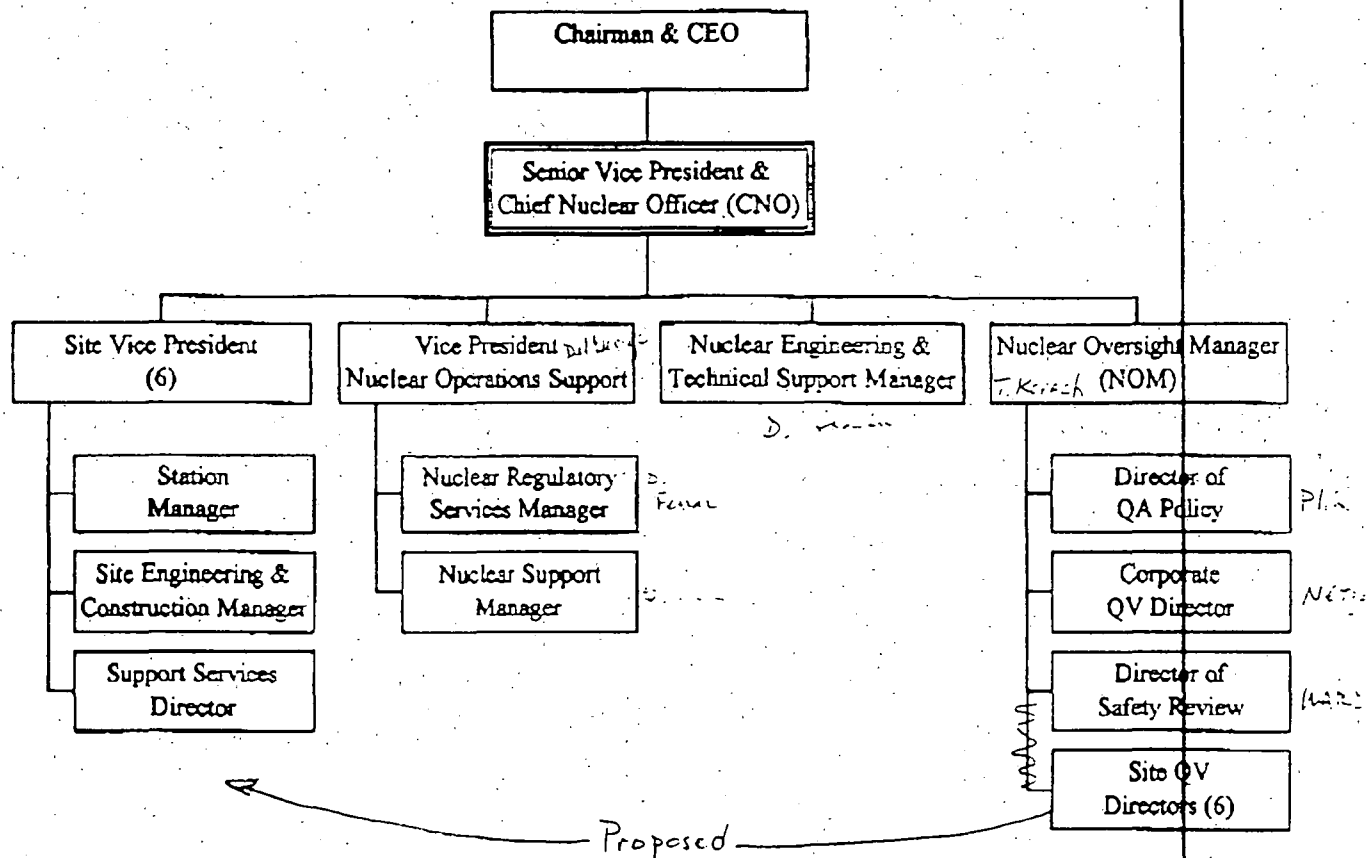 Chairman & CEO
Senior Vice President &
Chief Nuclear Officer (CNO)
Site Vice President
(6)
Vice President
Nuclear Operations Support
Nuclear Engineering &
Technical Support Manager
D.
Nuclear Oversight Manager
T. (NOM)
Station
Manager
Site Engineering &
Construction Manager
Support Services
Director
Nuclear Regulatory
Services Manager
D.
Nuclear Support
Manager
Director of
QA Policy
Corporate
QV Director
Director of
Safety Review
Site QV
Directors (6)
Proposed